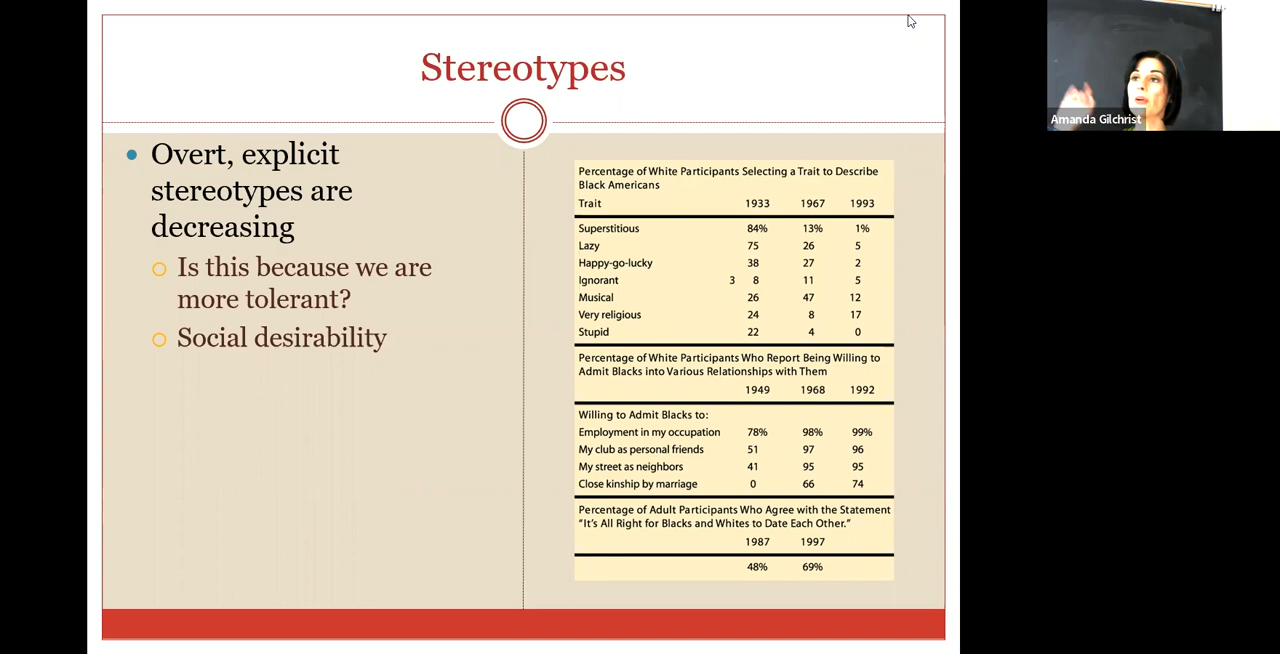 Stereotypes
Overt, explicit
stereotypes are
decreasing
Is this because we are
more tolerant?
Social desirability
Percentage of White Participants Selecting a Trait to Describe
Black Americans
Trait 1933 1967 1993
Superstitious 84% 13% 1%
Lazy 75 26 5
Happy-go-lucky 38 27 2
Ignorant 3 8 11 5
Musical 26 47 12
Very religious 24 8 17
Stupid 22 4 0
Percentage of White Participants Who Report Being Willing to
Admit Blacks into Various Relationships with Them
1949 1968 1992
Willing to Admit Blacks to:
Employment in my occupation 78% 98% 99%
My club as personal friends 51 97 96
My street as neighbors 41 95 95
Close kinship by marriage 0 66 74
Percentage of Adult Participants Who Agree with the Statement
"It's All Right for Blacks and Whites to Date Each Other."
1987 1997
48% 69%
Amanda Gilchrist